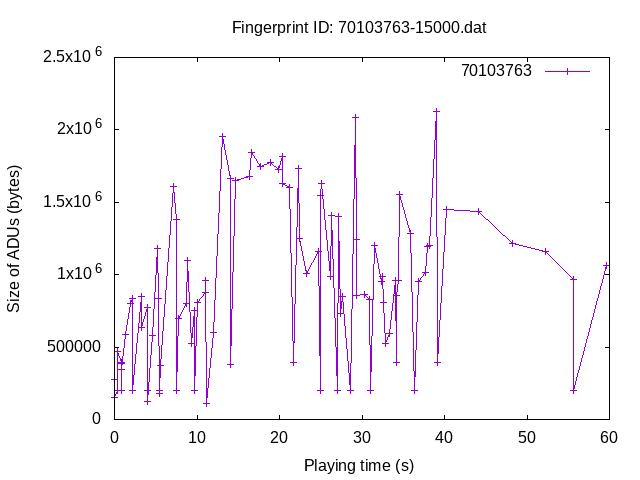 Fingerprint ID: 70103763-15000.dat
2.5x10 6
70103763
2x10 6
1.5x10 6
1x10 6
500000
0
0 10 20 30 40 50 60
Size of ADUs (bytes)
Playing time (s)